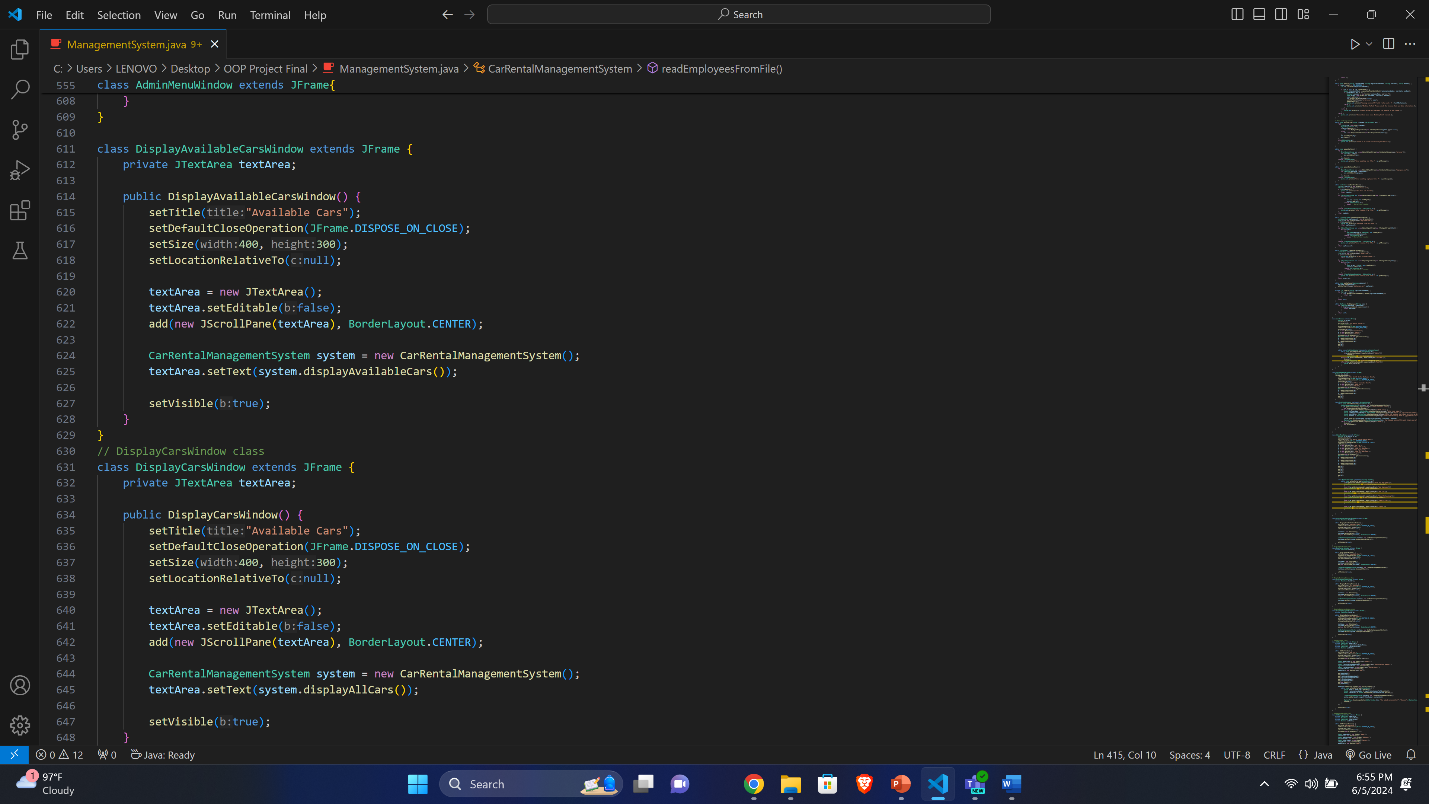 File Edit Selection View Go Run Terminal Help
Search
ManagementSystem.java 9+
C: > Users > LENOVO > Desktop > OOP Project Final > ManagementSystem.java > CarRentalManagementSystem > readEmployeesFromFile()
555 class AdminMenuWindow extends JFrame{
608 }
609 }
610
611 class DisplayAvailableCarsWindow extends JFrame {
612 private JTextArea textArea;
613
614 public DisplayAvailableCarsWindow() {
615 setTitle(title:"Available Cars");
616 setDefaultCloseOperation(JFrame.DISPOSE_ON_CLOSE);
617 setSize(width:400, height:300);
618 setLocationRelativeTo(c:null);
619
620 textArea = new JTextArea();
621 textArea.setEditable(b:false);
622 add(new JScrollPane(textArea), BorderLayout.CENTER);
623
624 CarRentalManagementSystem system = new CarRentalManagementSystem();
625 textArea.setText(system.displayAvailableCars());
626
627 setVisible(b:true);
628 }
629 }
630 // DisplayCarsWindow class
631 class DisplayCarsWindow extends JFrame {
632 private JTextArea textArea;
633
634 public DisplayCarsWindow() {
635 setTitle(title:"Available Cars");
636 setDefaultCloseOperation(JFrame.DISPOSE_ON_CLOSE);
637 setSize(width:400, height:300);
638 setLocationRelativeTo(c:null);
639
640 textArea = new JTextArea();
641 textArea.setEditable(b:false);
642 add(new JScrollPane(textArea), BorderLayout.CENTER);
643
644 CarRentalManagementSystem system = new CarRentalManagementSystem();
645 textArea.setText(system.displayAllCars());
646
647 setVisible(b:true);
648 }
0 12 0 Java: Ready Ln 415, Col 10 Spaces: 4 UTF-8 CRLF {} Java Go Live
1 97°F
Cloudy
Search
NEW
6:55 PM
6/5/2024